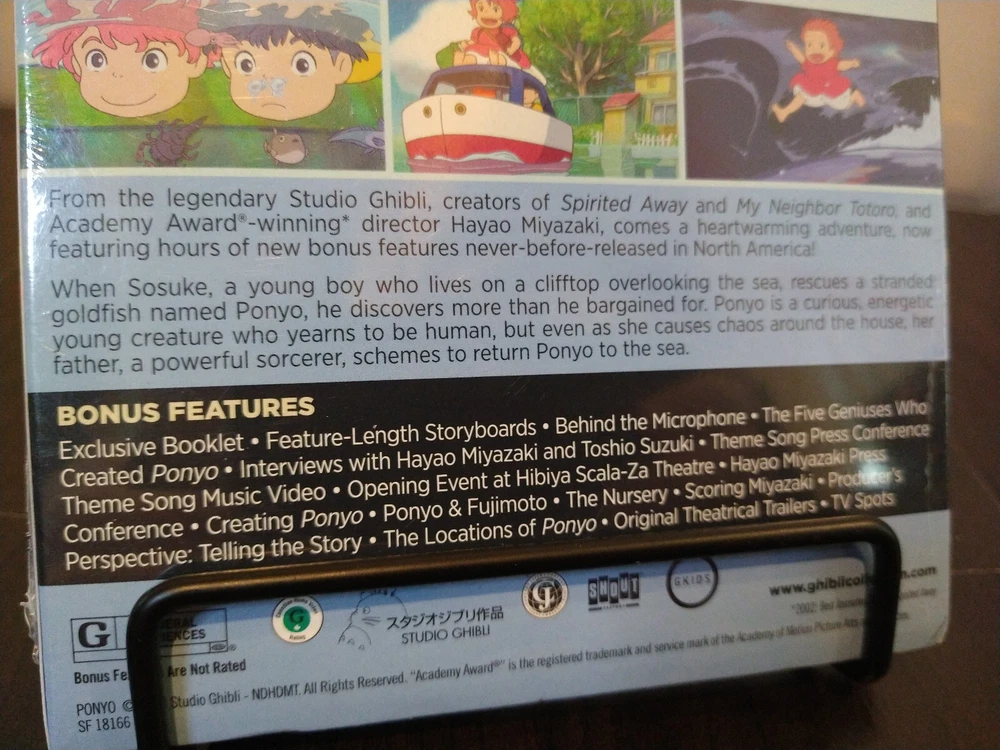 From the legendary Studio Ghibli, creators of Spirited Away and My Neighbor Totoro, and
Academy Award®-winning* director Hayao Miyazaki, comes a heartwarming adventure, now
featuring hours of new bonus features never-before-released in North America!
When Sosuke, a young boy who lives on a clifftop overlooking the sea, rescues a stranded
goldfish named Ponyo, he discovers more than he bargained for. Ponyo is a curious, energetic
young creature who yearns to be human, but even as she causes chaos around the house, her
father, a powerful sorcerer, schemes to return Ponyo to the sea.
BONUS FEATURES
Exclusive Booklet • Feature-Length Storyboards • Behind the Microphone • The Five Geniuses Who
Created Ponyo • Interviews with Hayao Miyazaki and Toshio Suzuki • Theme Song Press Conference
Theme Song Music Video • Opening Event at Hibiya Scala-Za Theatre • Hayao Miyazaki Press
Conference • Creating Ponyo • Ponyo & Fujimoto • The Nursery • Scoring Miyazaki • Producer's
Perspective: Telling the Story • The Locations of Ponyo • Original Theatrical Trailers • TV Spots
G
スタジオジブリ作品
STUDIO GHIBLI
G
SHOUT
GKIDS
*2002: Best
Bonus Are Not Rated
Studio Ghibli - NDHDMT. All Rights Reserved. "Academy Award®" is the registered trademark and service mark of the Academy of Motion Picture Arts
PONYO ©
SF 18166